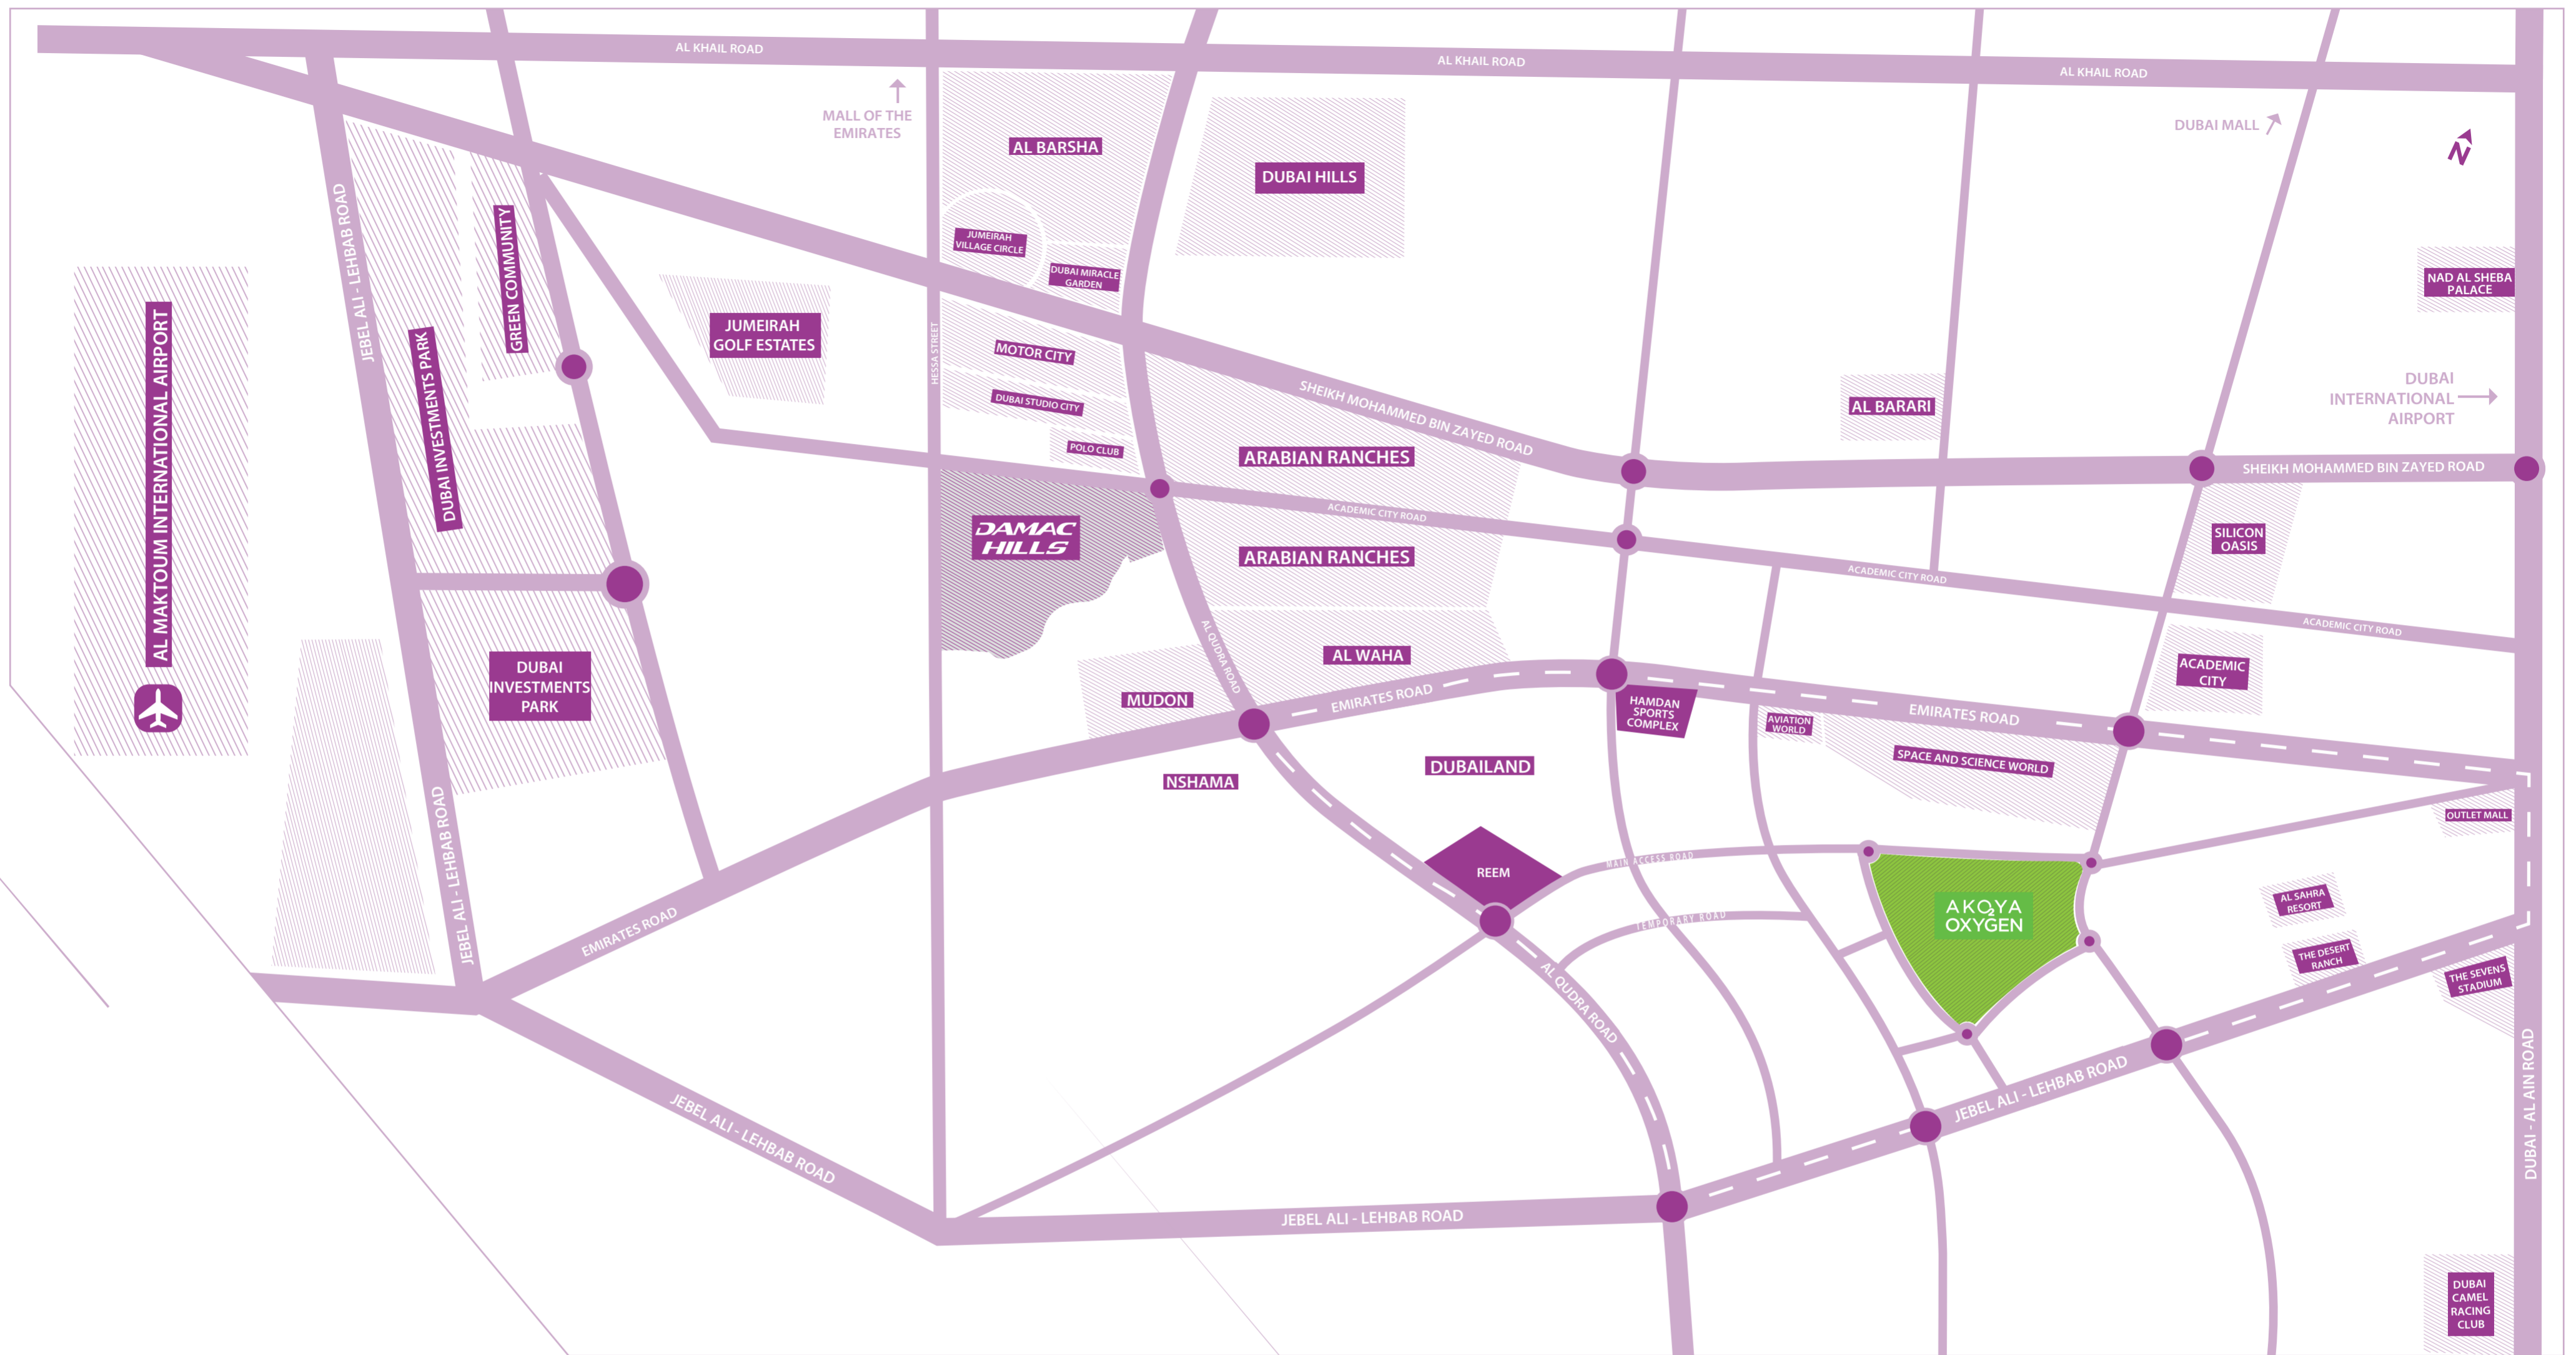 AL KHAIL ROAD
AL KHAIL ROAD
AL KHAIL ROAD
MALL OF THE
EMIRATES
DUBAI MALL
N
AL BARSHA
DUBAI HILLS
JEBEL ALI - LEHBAB ROAD
GREEN COMMUNITY
JUMEIRAH
VILLAGE CIRCLE
DUBAI MIRACLE
GARDEN
NAD AL SHEBA
PALACE
AL MAKTOUM INTERNATIONAL AIRPORT
DUBAI INVESTMENTS PARK
JUMEIRAH
GOLF ESTATES
HESSA STREET
MOTOR CITY
DUBAI STUDIO CITY
POLO CLUB
SHEIKH MOHAMMED BIN ZAYED ROAD
ARABIAN RANCHES
AL BARARI
DUBAI
INTERNATIONAL
AIRPORT
SHEIKH MOHAMMED BIN ZAYED ROAD
ACADEMIC CITY ROAD
DAMAC
HILLS
ARABIAN RANCHES
SILICON
OASIS
ACADEMIC CITY ROAD
ACADEMIC CITY ROAD
DUBAI
INVESTMENTS
PARK
AL QUDRA ROAD
AL WAHA
MUDON
ACADEMIC
CITY
EMIRATES ROAD
HAMDAN
SPORTS
COMPLEX
AVIATION
WORLD
EMIRATES ROAD
SPACE AND SCIENCE WORLD
NSHAMA
DUBAILAND
OUTLET MALL
JEBEL ALI - LEHBAB ROAD
REEM
MAIN ACCESS ROAD
TEMPORARY ROAD
AKO2YA
OXYGEN
AL SAHRA
RESORT
THE DESERT
RANCH
THE SEVENS
STADIUM
EMIRATES ROAD
AL QUDRA ROAD
JEBEL ALI - LEHBAB ROAD
JEBEL ALI - LEHBAB ROAD
JEBEL ALI - LEHBAB ROAD
DUBAI - AL AIN ROAD
DUBAI
CAMEL
RACING
CLUB